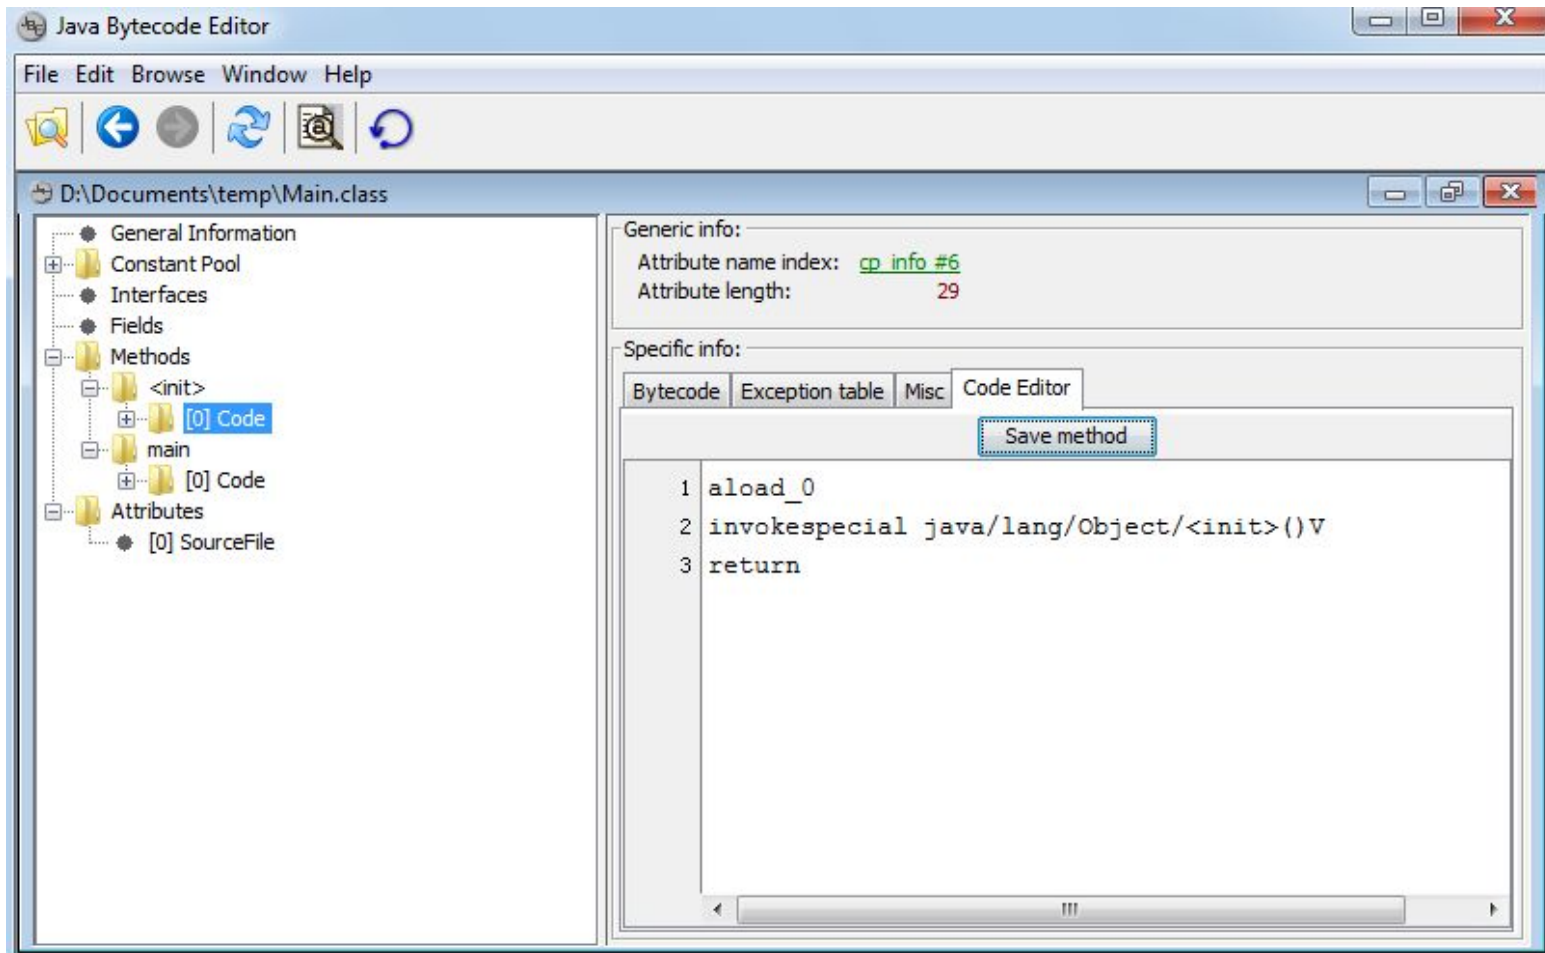 Java Bytecode Editor
File Edit Browse Window Help
D:\Documents\temp\Main.class
General Information
Constant Pool
Interfaces
Fields
Methods
<init>
[0] Code
main
[0] Code
Attributes
[0] SourceFile
Generic info:
Attribute name index: cp_info #6
Attribute length: 29
Specific info:
Bytecode Exception table Misc Code Editor
Save method
1 aload_0
2 invokespecial java/lang/Object/<init>()V
3 return